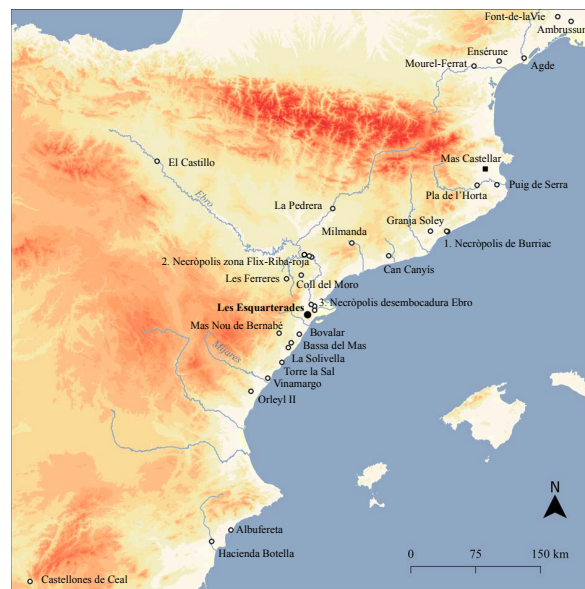 Font-de-laVie
Ambrussum
Ensérune
Mourel-Ferrat
Agde
Mas Castellar
El Castillo
Pla de l'Horta
Puig de Serra
Ebro
La Pedrera
Granja Soley
Milmanda
1. Necròpolis de Burriac
2. Necròpolis zona Flix-Riba-roja
Can Canyís
Les Ferreres
Coll del Moro
Les Esquarterades
3. Necròpolis desembocadura Ebro
Mas Nou de Bernabé
Bovalar
Bassa del Mas
Mijares
La Solivella
Torre la Sal
Vinamargo
Orleyl II
N
Albufereta
Hacienda Botella
0 75 150 km
Castellones de Ceal